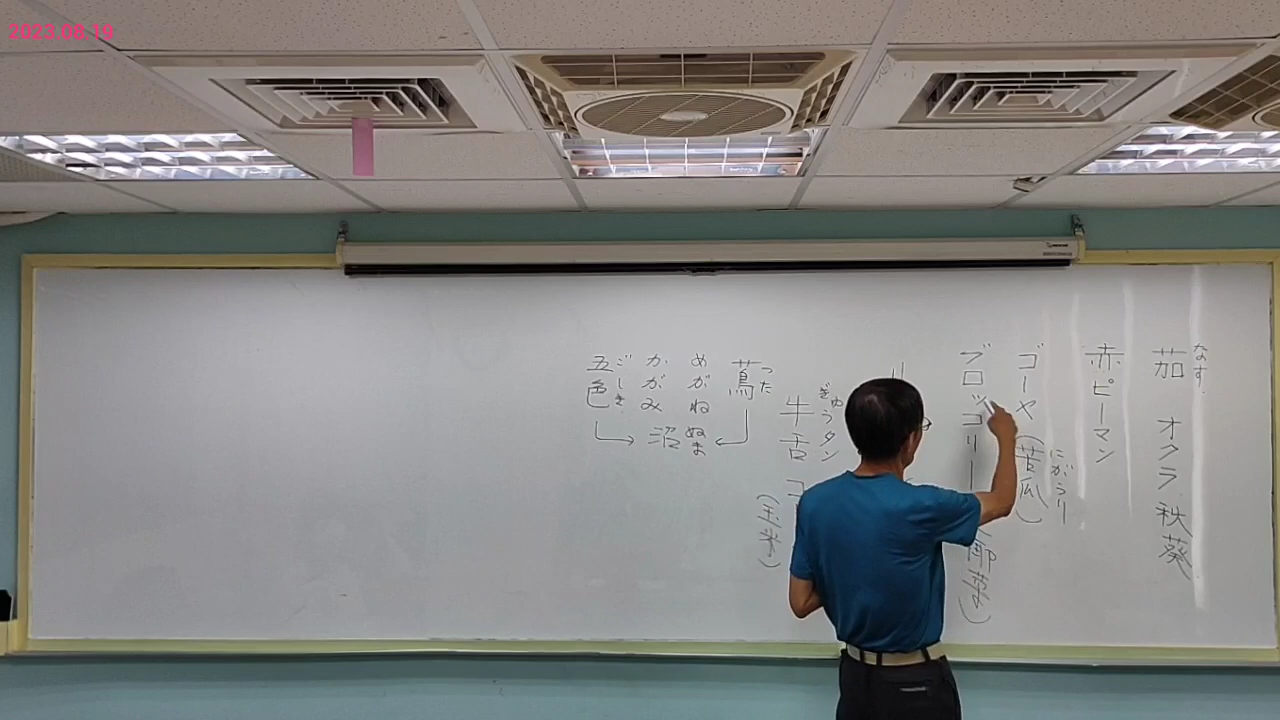 2023.08.19
なす
茄 オクラ 秋葵
赤ピーマン
にがうり
ゴーヤ(苦瓜)
ブロッコリー
ぎゅうタン
牛舌
(玉米)
つた
蔦
めがね ぬま
かがみ 沼
ごしき
五色